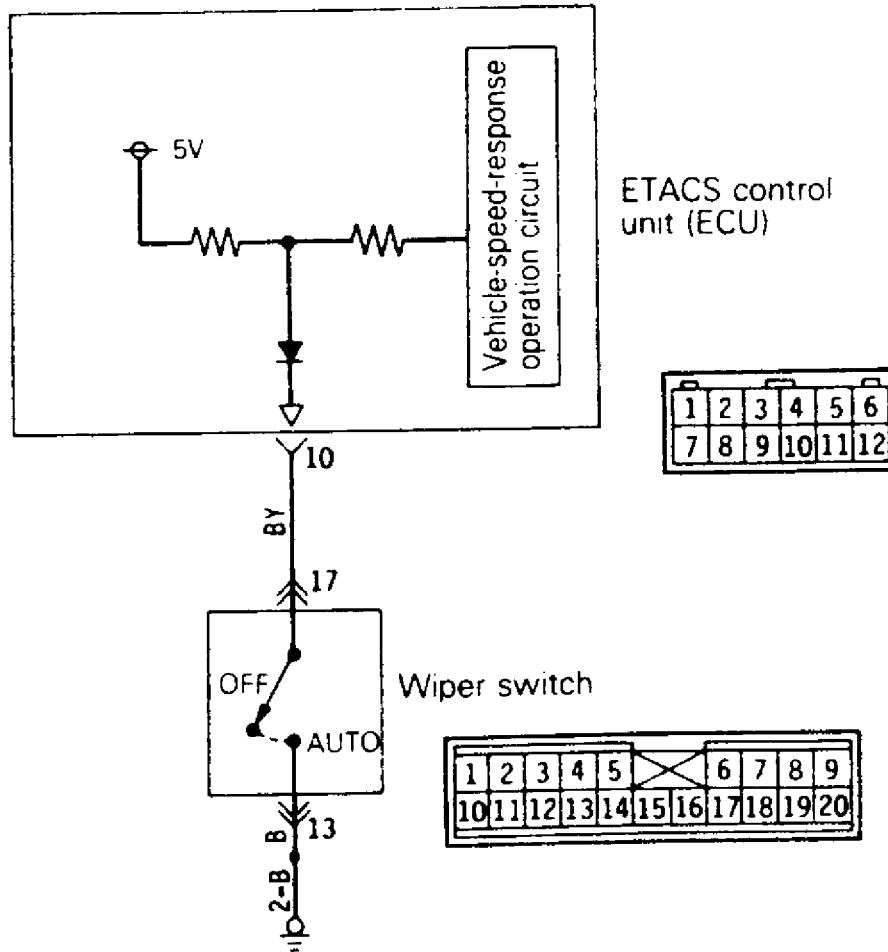 5V
Vehicle-speed-response
operation circuit
ETACS control
unit (ECU)
1 2 3 4 5 6
7 8 9 10 11 12
10
BY
17
OFF
AUTO
Wiper switch
1 2 3 4 5 6 7 8 9
10 11 12 13 14 15 16 17 18 19 20
13
B
2-B